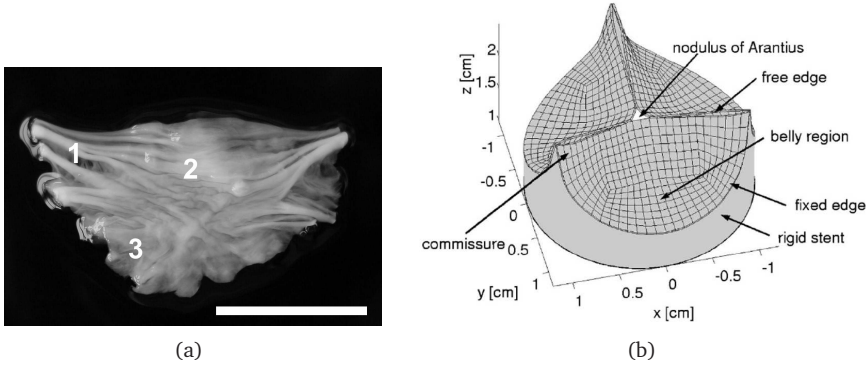 1
2
3
(a)
z [cm]
2
1.5
1
-1
-0.5
0
0.5
1
y [cm]
1
0.5
0
-0.5
-1
x [cm]
nodulus of Arantius
free edge
belly region
fixed edge
rigid stent
commissure
(b)